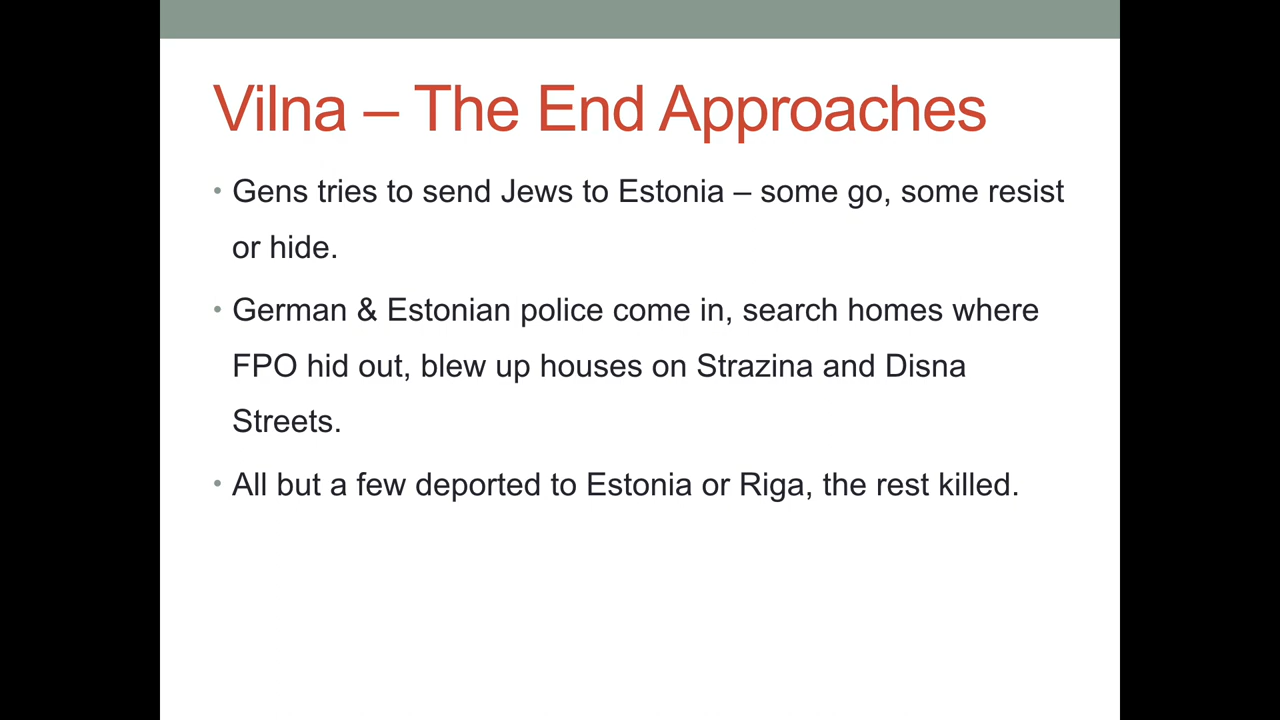 Vilna – The End Approaches
• Gens tries to send Jews to Estonia – some go, some resist
or hide.
• German & Estonian police come in, search homes where
FPO hid out, blew up houses on Strazina and Disna
Streets.
• All but a few deported to Estonia or Riga, the rest killed.